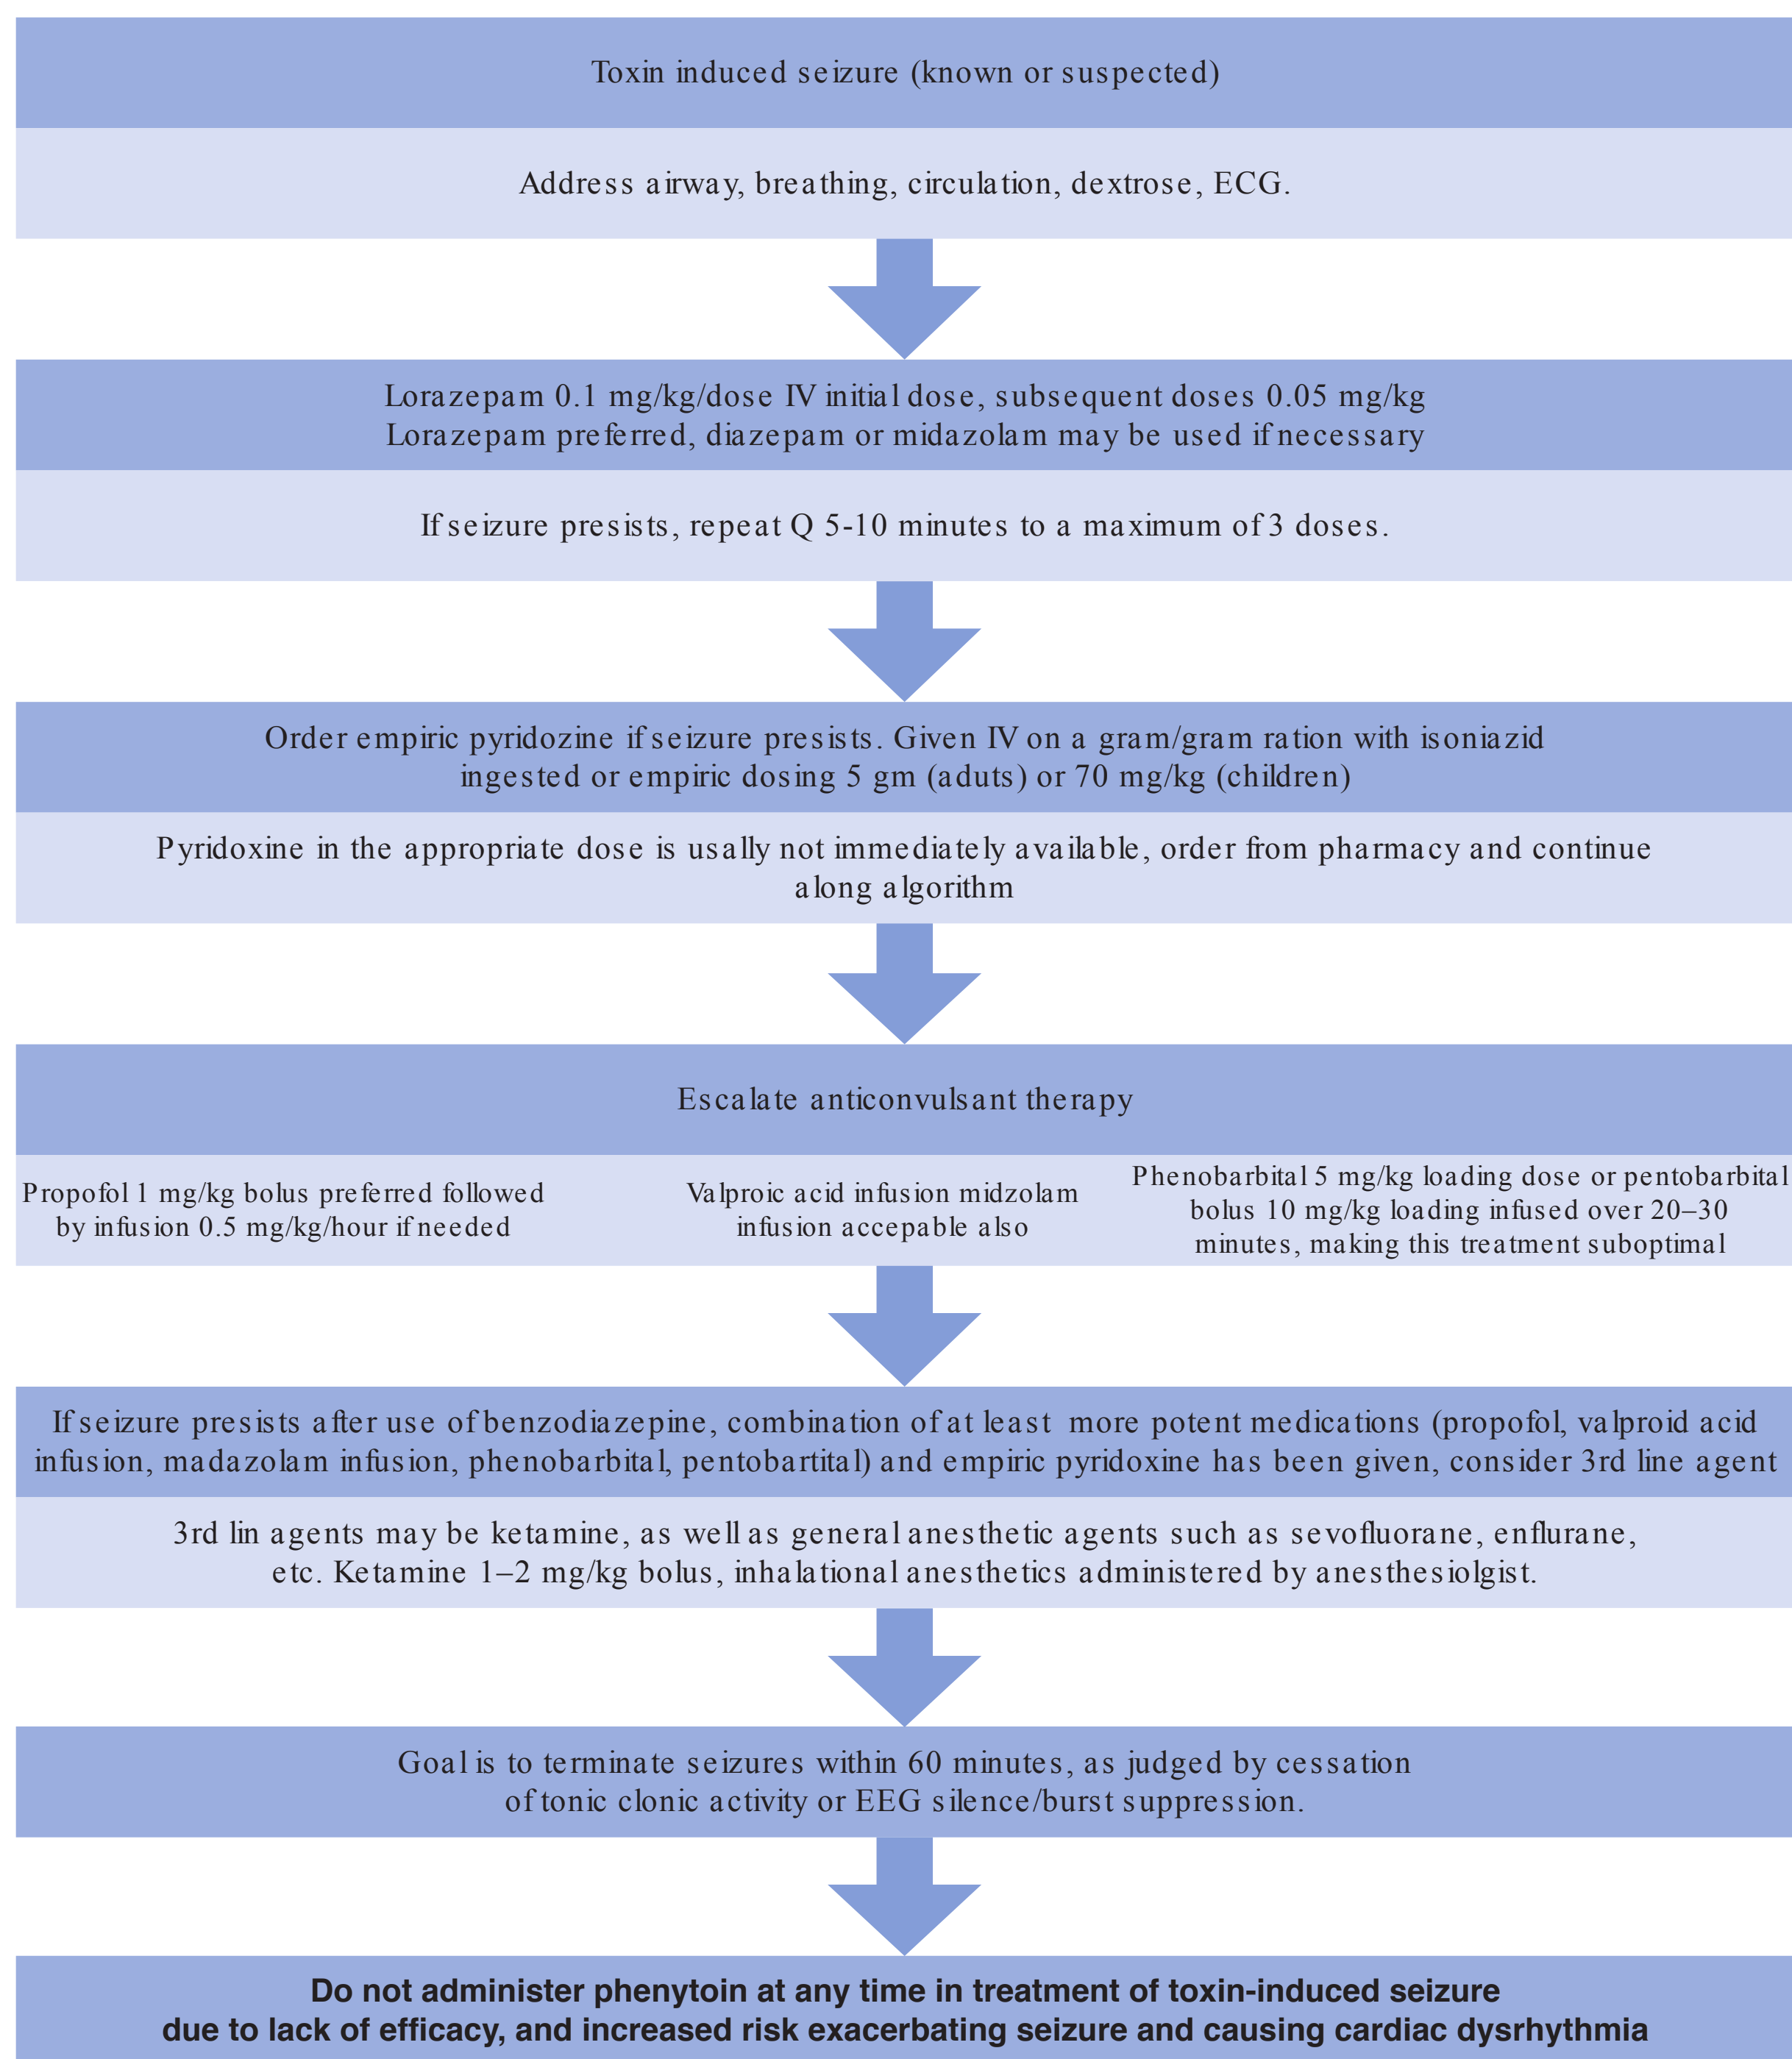 Toxin induced seizure (known or suspected)
Address airway, breathing, circulation, dextrose, ECG.
Lorazepam 0.1 mg/kg/dose IV initial dose, subsequent doses 0.05 mg/kg
Lorazepam preferred, diazepam or midazolam may be used if necessary
If seizure presists, repeat Q 5-10 minutes to a maximum of 3 doses.
Order empiric pyridozine if seizure presists. Given IV on a gram/gram ration with isoniazid
ingested or empiric dosing 5 gm (aduts) or 70 mg/kg (children)
Pyridoxine in the appropriate dose is usally not immediately available, order from pharmacy and continue
along algorithm
Escalate anticonvulsant therapy
Propofol 1 mg/kg bolus preferred followed
by infusion 0.5 mg/kg/hour if needed
Valproic acid infusion midzolam
infusion accepable also
Phenobarbital 5 mg/kg loading dose or pentobarbital
bolus 10 mg/kg loading infused over 20–30
minutes, making this treatment suboptimal
If seizure presists after use of benzodiazepine, combination of at least more potent medications (propofol, valproid acid
infusion, madazolam infusion, phenobarbital, pentobartital) and empiric pyridoxine has been given, consider 3rd line agent
3rd lin agents may be ketamine, as well as general anesthetic agents such as sevofluorane, enflurane,
etc. Ketamine 1–2 mg/kg bolus, inhalational anesthetics administered by anesthesiolgist.
Goal is to terminate seizures within 60 minutes, as judged by cessation
of tonic clonic activity or EEG silence/burst suppression.
Do not administer phenytoin at any time in treatment of toxin-induced seizure
due to lack of efficacy, and increased risk exacerbating seizure and causing cardiac dysrhythmia